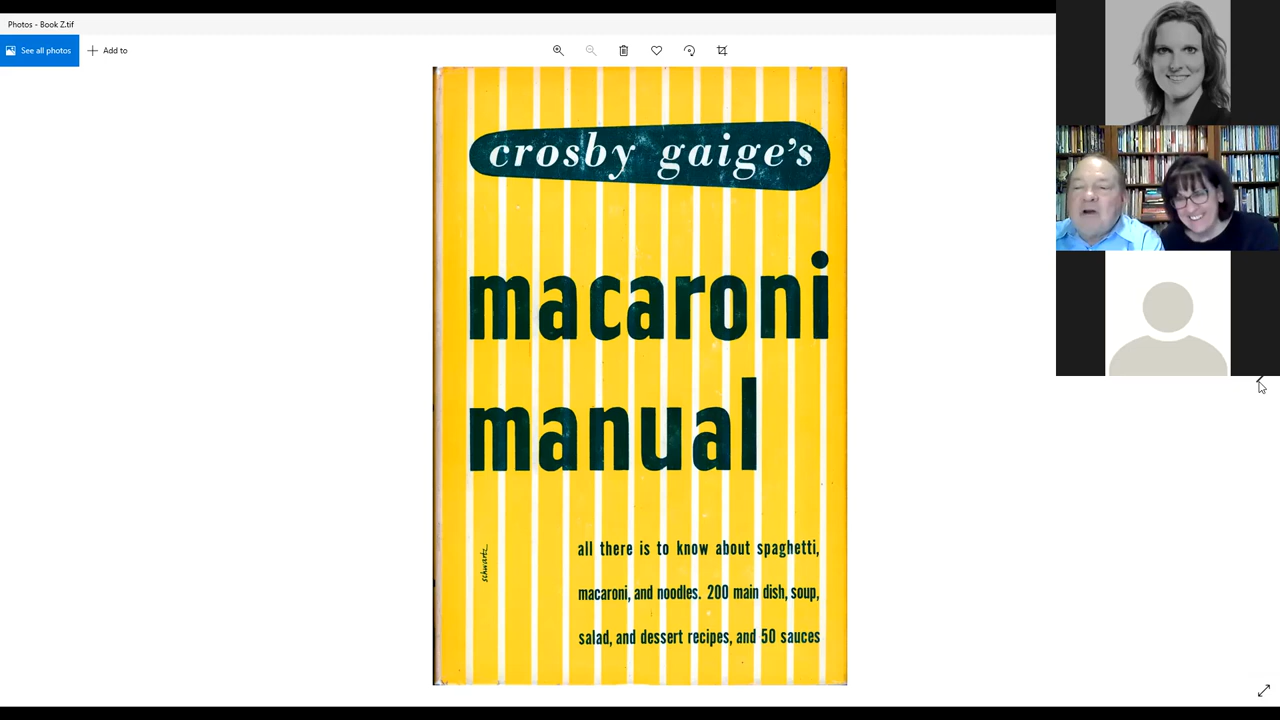 Photos - Book Z.tif
See all photos
Add to
crosby gaige's
macaroni
manual
schwartz
all there is to know about spaghetti,
macaroni, and noodles. 200 main dish, soup,
salad, and dessert recipes, and 50 sauces